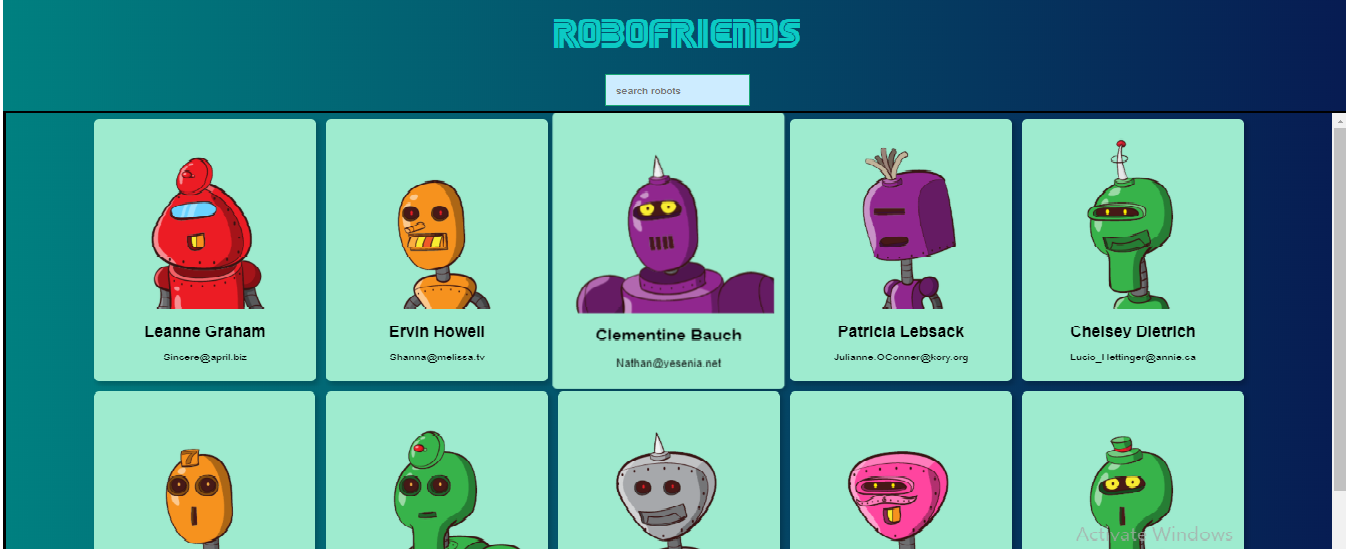 ROBOFRIENDS
search robots
Leanne Graham
Sincere@april.biz
Ervin Howell
Shanna@melissa.tv
Clementine Bauch
Nathan@yesenia.net
Patricia Lebsack
Julianne.OConner@kory.org
Chelsey Dietrich
Lucio_Hettinger@annie.ca
7
Activate Windows